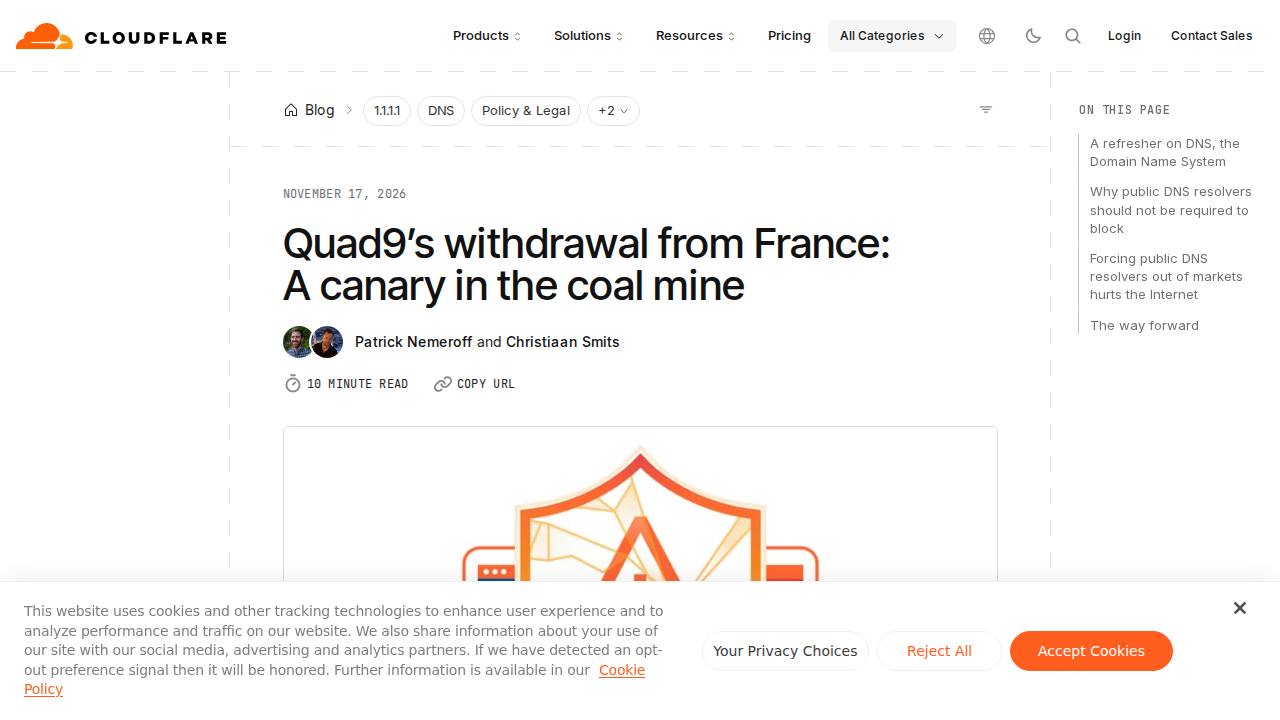 CLOUDFLARE
Products
Solutions
Resources
Pricing
All Categories
Login
Contact Sales
Blog
1.1.1.1
DNS
Policy & Legal
+2
ON THIS PAGE
A refresher on DNS, the
Domain Name System
Why public DNS resolvers
should not be required to
block
Forcing public DNS
resolvers out of markets
hurts the Internet
The way forward
NOVEMBER 17, 2026
Quad9’s withdrawal from France:
A canary in the coal mine
Patrick Nemeroff and Christiaan Smits
10 MINUTE READ
COPY URL
This website uses cookies and other tracking technologies to enhance user experience and to
analyze performance and traffic on our website. We also share information about your use of
our site with our social media, advertising and analytics partners. If we have detected an opt-
out preference signal then it will be honored. Further information is available in our Cookie
Policy
Your Privacy Choices
Reject All
Accept Cookies